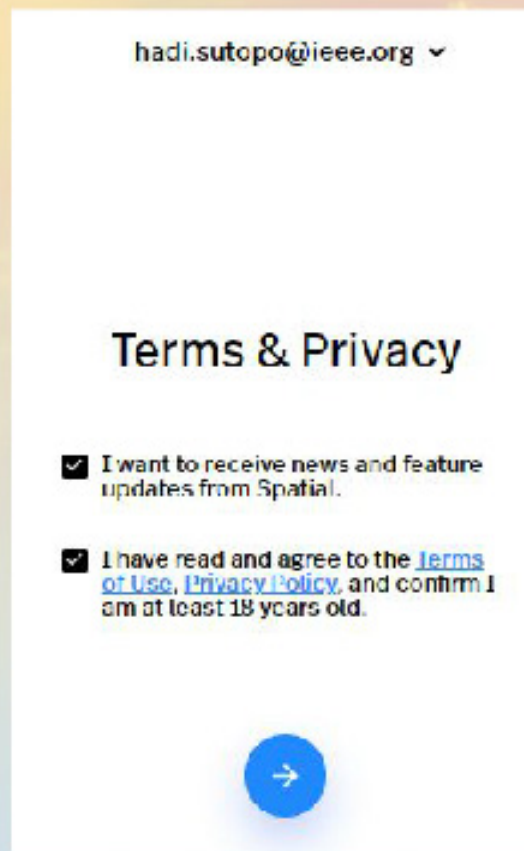 hadi.sutopo@ieee.org
Terms & Privacy
I want to receive news and feature
updates from Spatial.
I have read and agree to the Terms
of Use, Privacy Policy, and confirm I
am at least 18 years old.